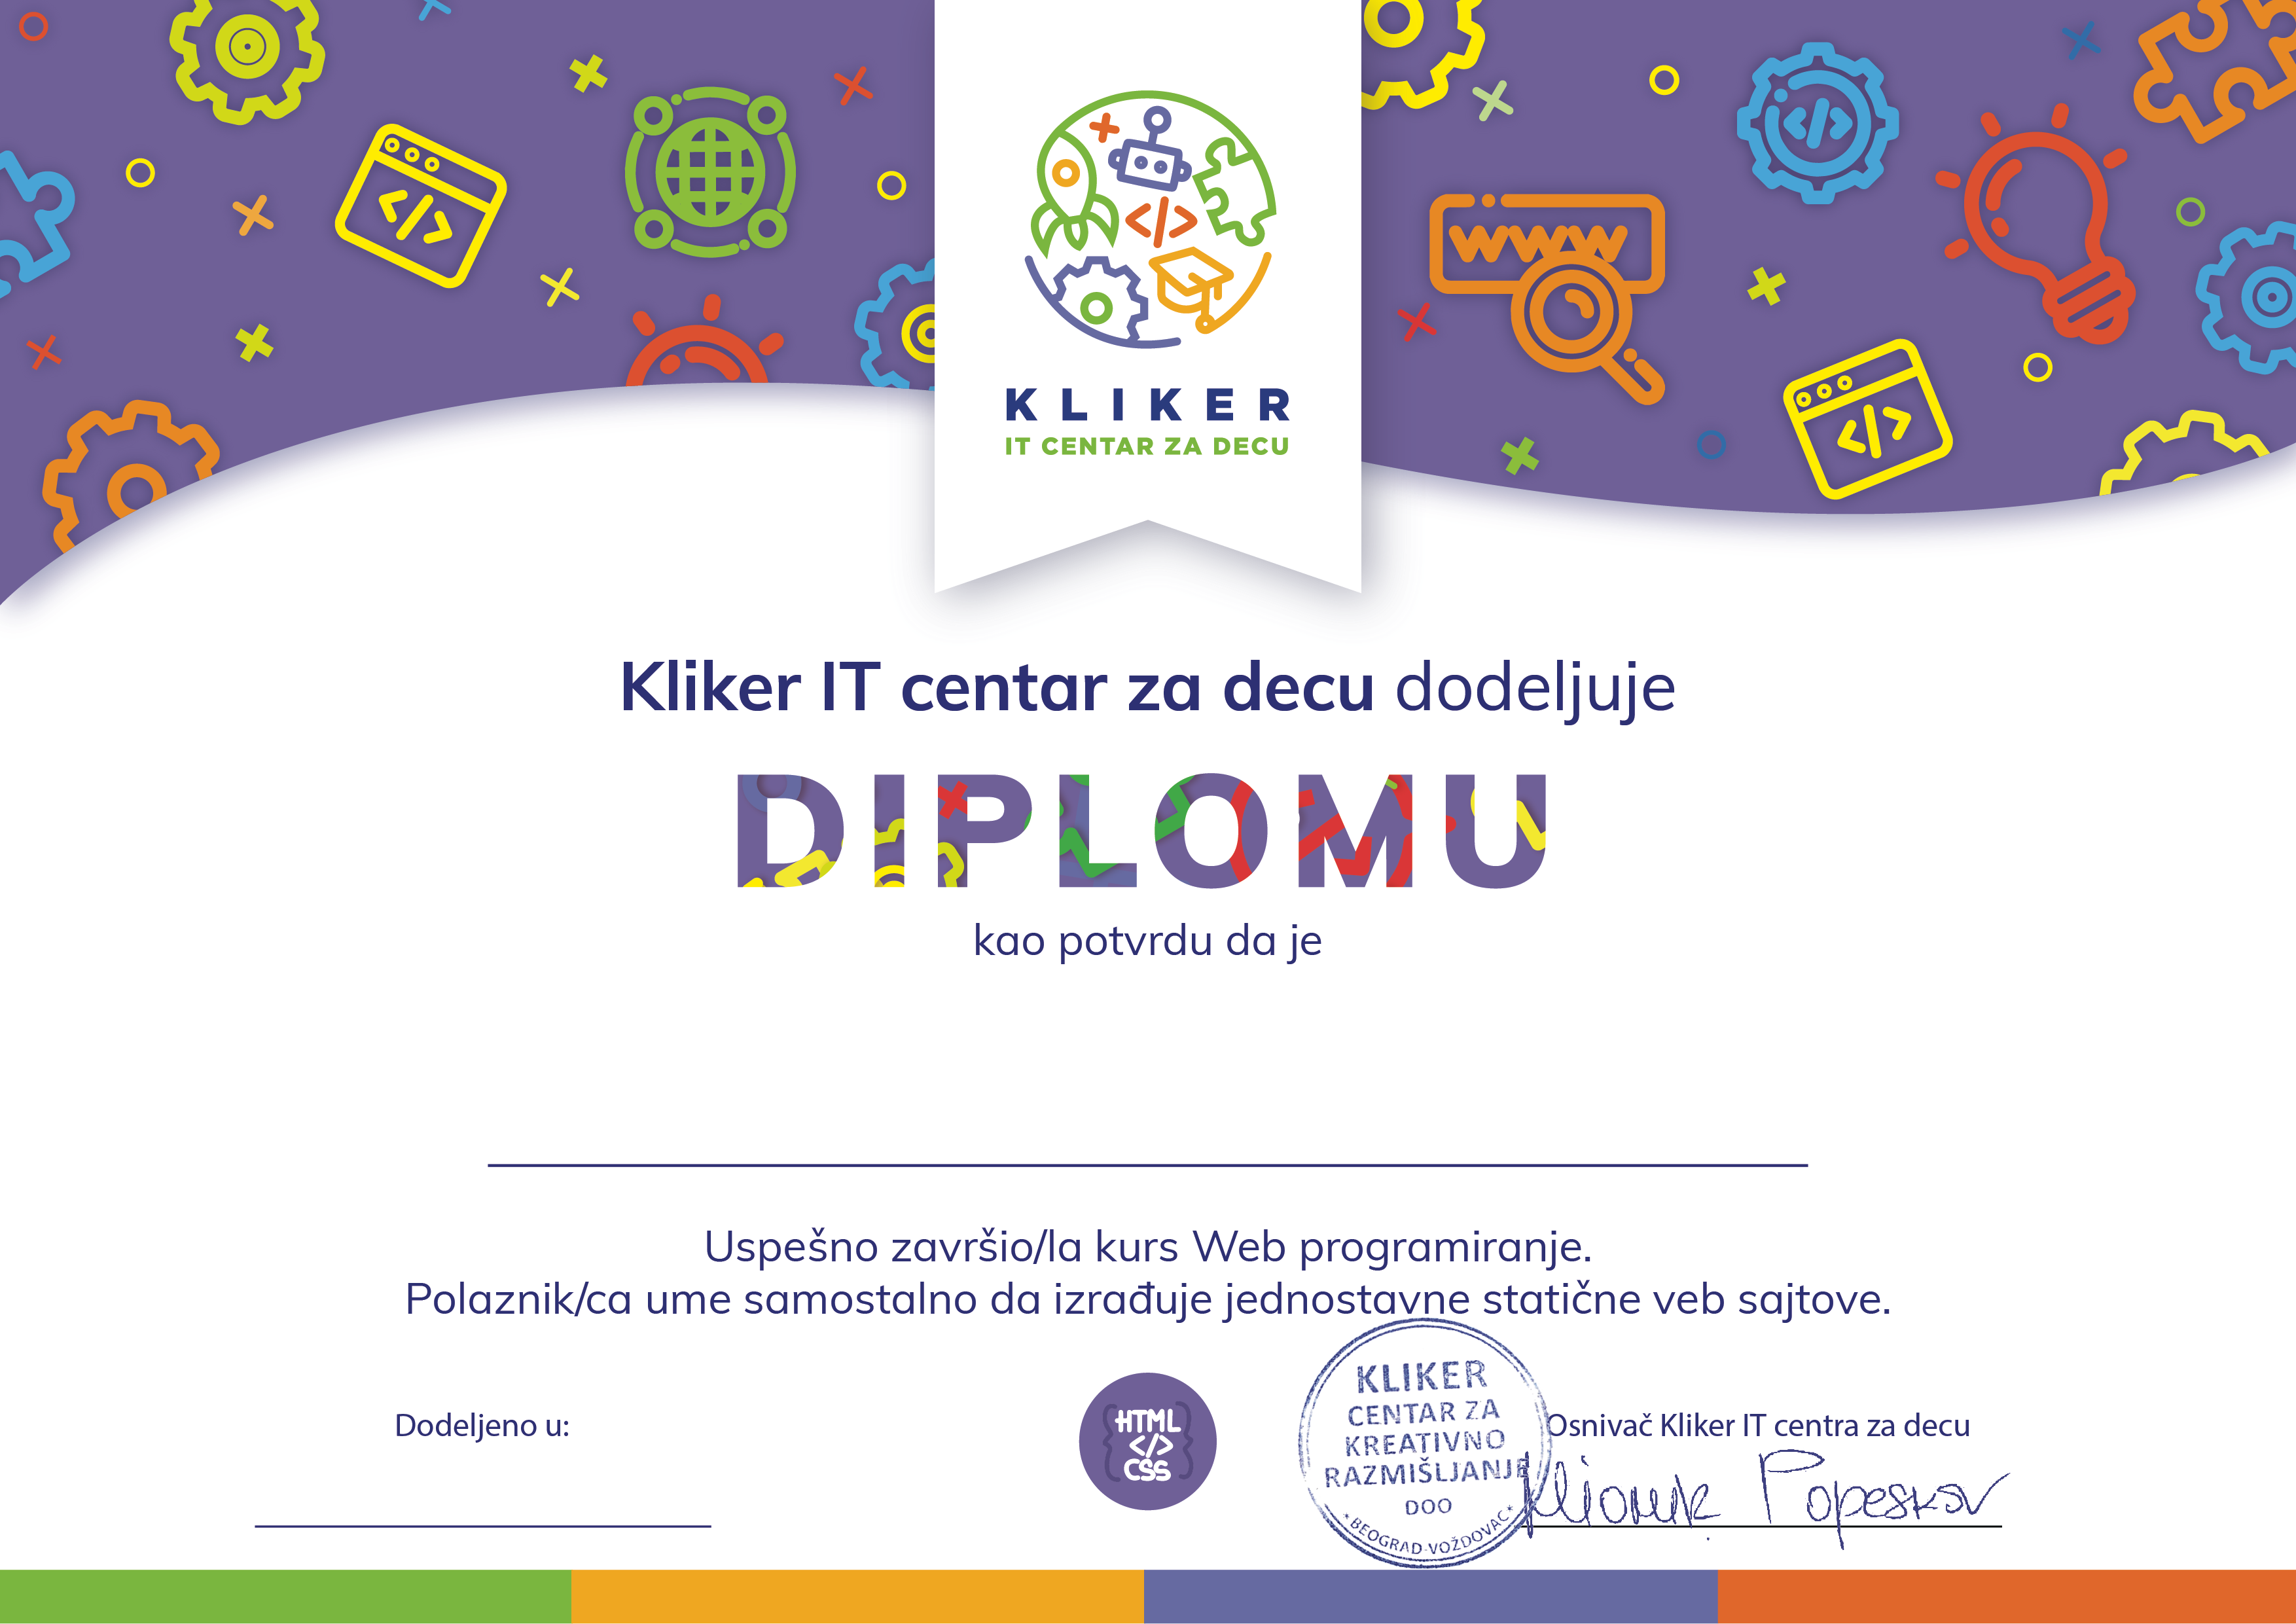 www
KLIKER
IT CENTAR ZA DECU
Kliker IT centar za decu dodeljuje
DIPLOMU
kao potvrdu da je
Uspešno završio/la kurs Web programiranje.
Polaznik/ca ume samostalno da izrađuje jednostavne statične veb sajtove.
Dodeljeno u:
HTML
</>
CSS
KLIKER
CENTAR ZA
KREATIVNO
RAZMIŠLJANJE
DOO
* BEOGRAD-VOŽDOVAC *
Osnivač Kliker IT centra za decu
Popeskov